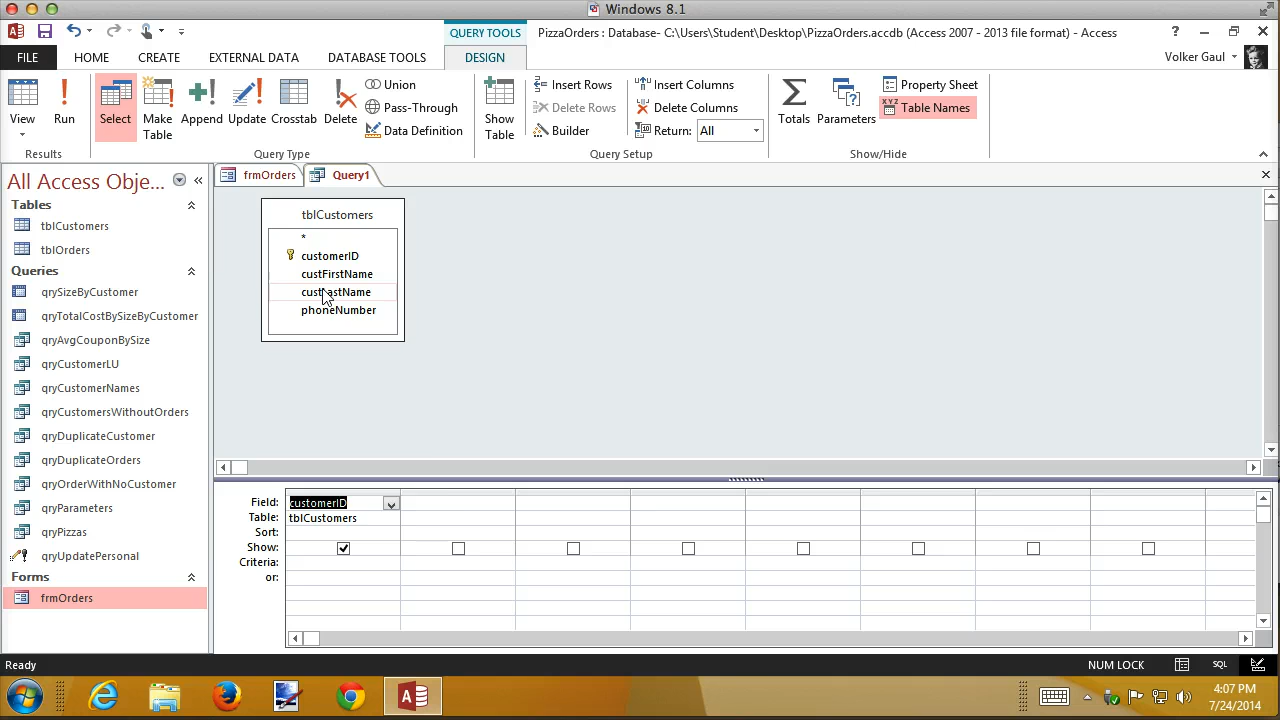 Windows 8.1
QUERY TOOLS
PizzaOrders : Database- C:\Users\Student\Desktop\PizzaOrders.accdb (Access 2007 - 2013 file format) - Access
FILE HOME CREATE EXTERNAL DATA DATABASE TOOLS DESIGN Volker Gaul
View Run Select Make Table Append Update Crosstab Delete
Union
Pass-Through
Data Definition
Show Table
Insert Rows
Delete Rows
Builder
Insert Columns
Delete Columns
Return: All
Totals Parameters
Property Sheet
XYZ Table Names
Results Query Type Query Setup Show/Hide
All Access Obje...
frmOrders Query1
Tables
tblCustomers
tblOrders
Queries
qrySizeByCustomer
qryTotalCostBySizeByCustomer
qryAvgCouponBySize
qryCustomerLU
qryCustomerNames
qryCustomersWithoutOrders
qryDuplicateCustomer
qryDuplicateOrders
qryOrderWithNoCustomer
qryParameters
qryPizzas
qryUpdatePersonal
Forms
frmOrders
tblCustomers
*
customerID
custFirstName
custLastName
phoneNumber
Field: customerID
Table: tblCustomers
Sort:
Show:
Criteria:
or:
Ready NUM LOCK SQL
4:07 PM
7/24/2014